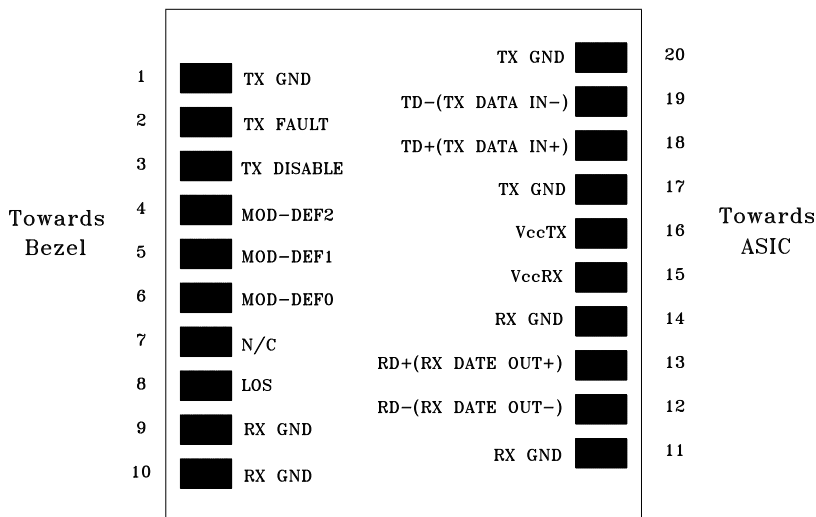 Towards
Bezel
1 TX GND
2 TX FAULT
3 TX DISABLE
4 MOD-DEF2
5 MOD-DEF1
6 MOD-DEF0
7 N/C
8 LOS
9 RX GND
10 RX GND
TX GND 20
TD-(TX DATA IN-) 19
TD+(TX DATA IN+) 18
TX GND 17
VccTX 16
VccRX 15
RX GND 14
RD+(RX DATE OUT+) 13
RD-(RX DATE OUT-) 12
RX GND 11
Towards
ASIC